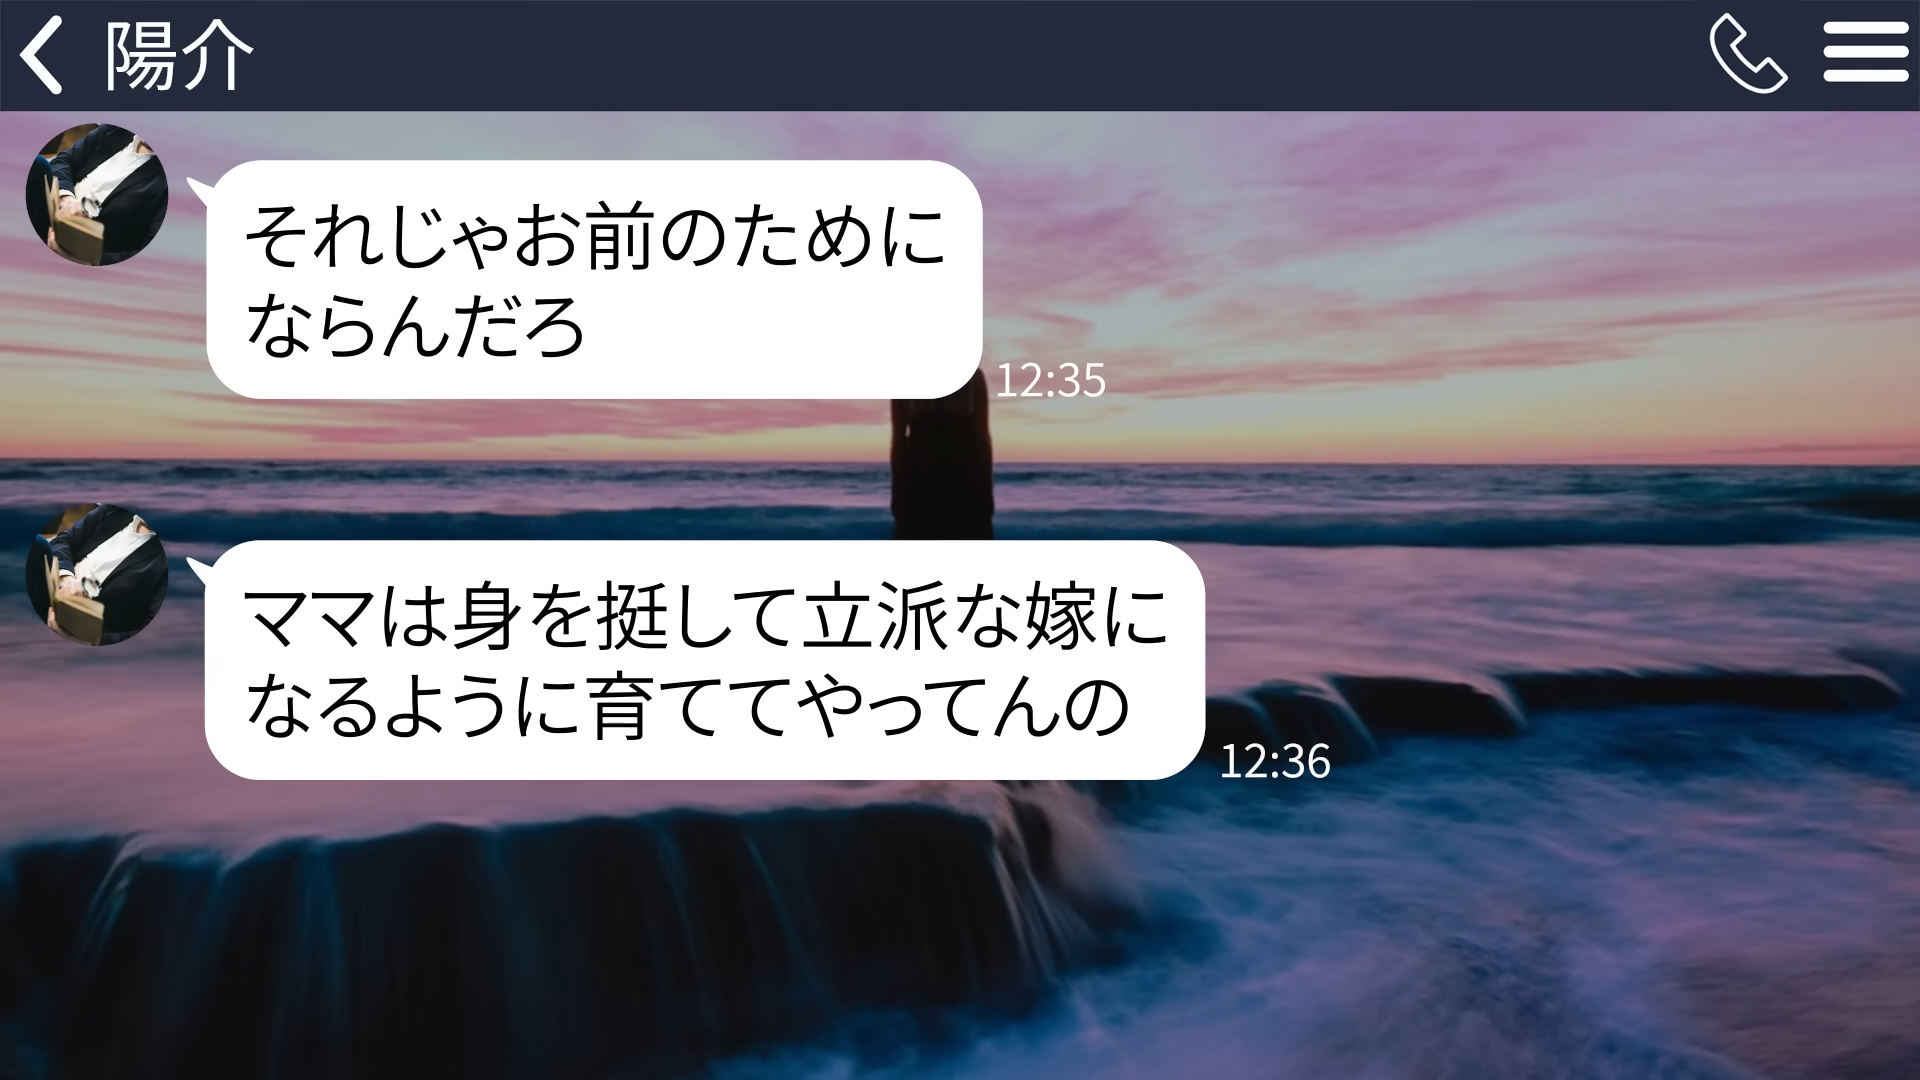 陽介
それじゃお前のために
ならんだろ
12:35
ママは身を挺して立派な嫁に
なるように育ててやってんの
12:36